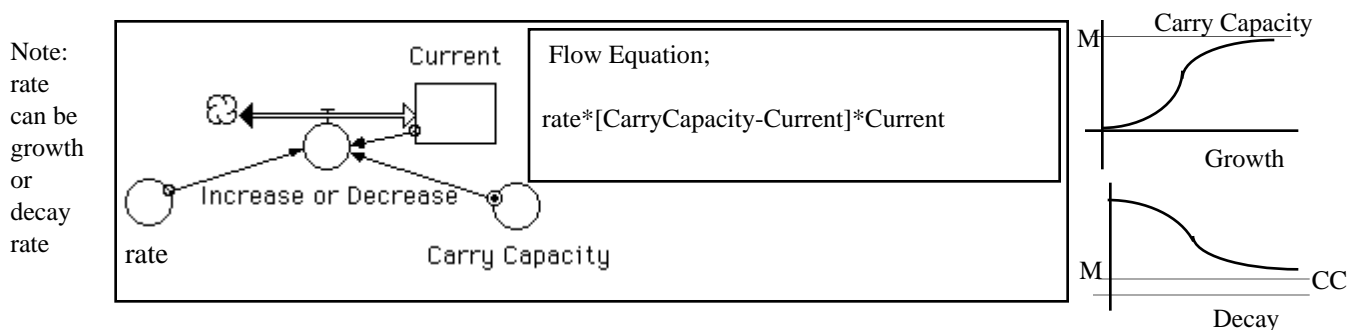 Note:
rate
can be
growth
or
decay
rate
Current
Increase or Decrease
rate
Carry Capacity
Flow Equation;
rate*[CarryCapacity-Current]*Current
Carry Capacity
M
Growth
M
CC
Decay